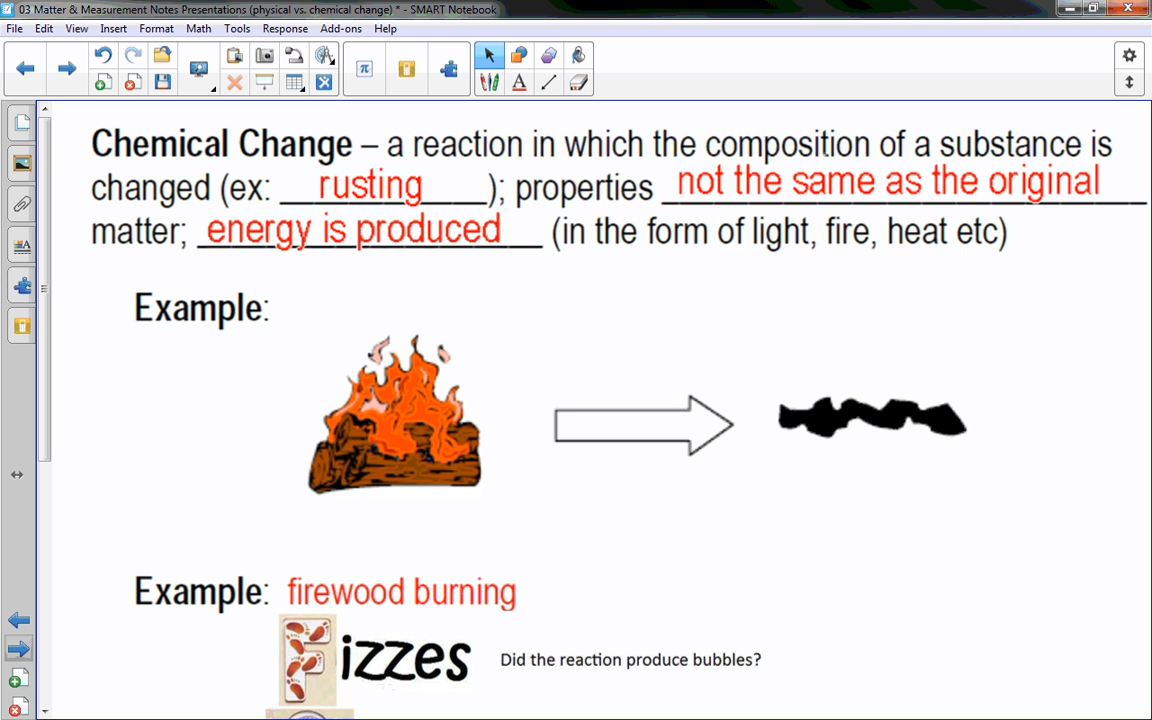 03 Matter & Measurement Notes Presentations (physical vs. chemical change) * - SMART Notebook
File Edit View Insert Format Math Tools Response Add-ons Help
Chemical Change – a reaction in which the composition of a substance is
changed (ex: rusting); properties not the same as the original
matter; energy is produced (in the form of light, fire, heat etc)
Example:
Example: firewood burning
Fizzes Did the reaction produce bubbles?